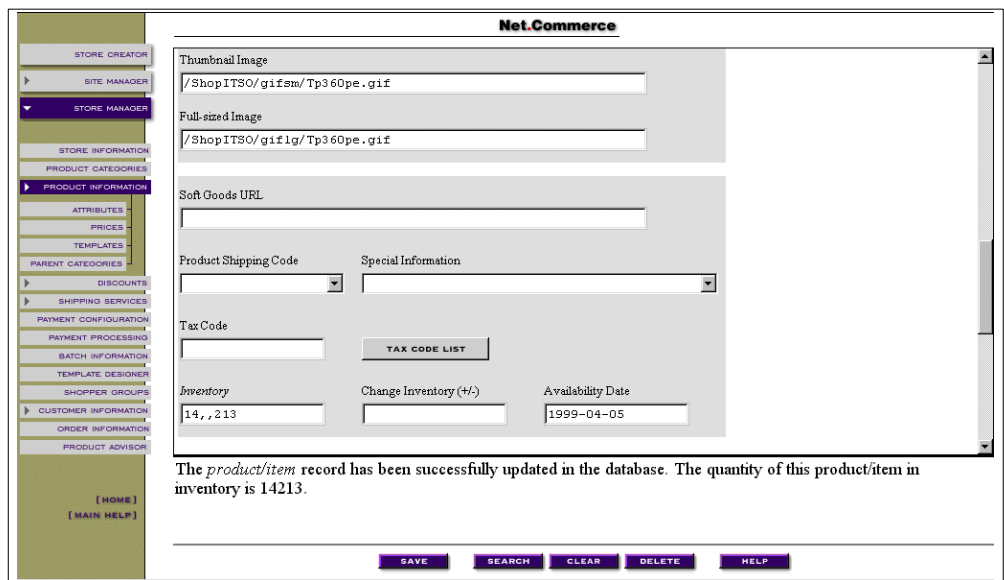 Net.Commerce
STORE CREATOR
SITE MANAGER
STORE MANAGER
STORE INFORMATION
PRODUCT CATEGORIES
PRODUCT INFORMATION
ATTRIBUTES
PRICES
TEMPLATES
PARENT CATEGORIES
DISCOUNTS
SHIPPING SERVICES
PAYMENT CONFIGURATION
PAYMENT PROCESSING
BATCH INFORMATION
TEMPLATE DESIGNER
SHOPPER GROUPS
CUSTOMER INFORMATION
ORDER INFORMATION
PRODUCT ADVISOR
[HOME]
[MAIN HELP]
Thumbnail Image
/ShopITSO/gifsm/Tp360pe.gif
Full-sized Image
/ShopITSO/giflg/Tp360pe.gif
Soft Goods URL
Product Shipping Code Special Information
Tax Code
TAX CODE LIST
Inventory Change Inventory (+/-) Availability Date
14,,213 1999-04-05
The product/item record has been successfully updated in the database. The quantity of this product/item in
inventory is 14213.
SAVE SEARCH CLEAR DELETE HELP